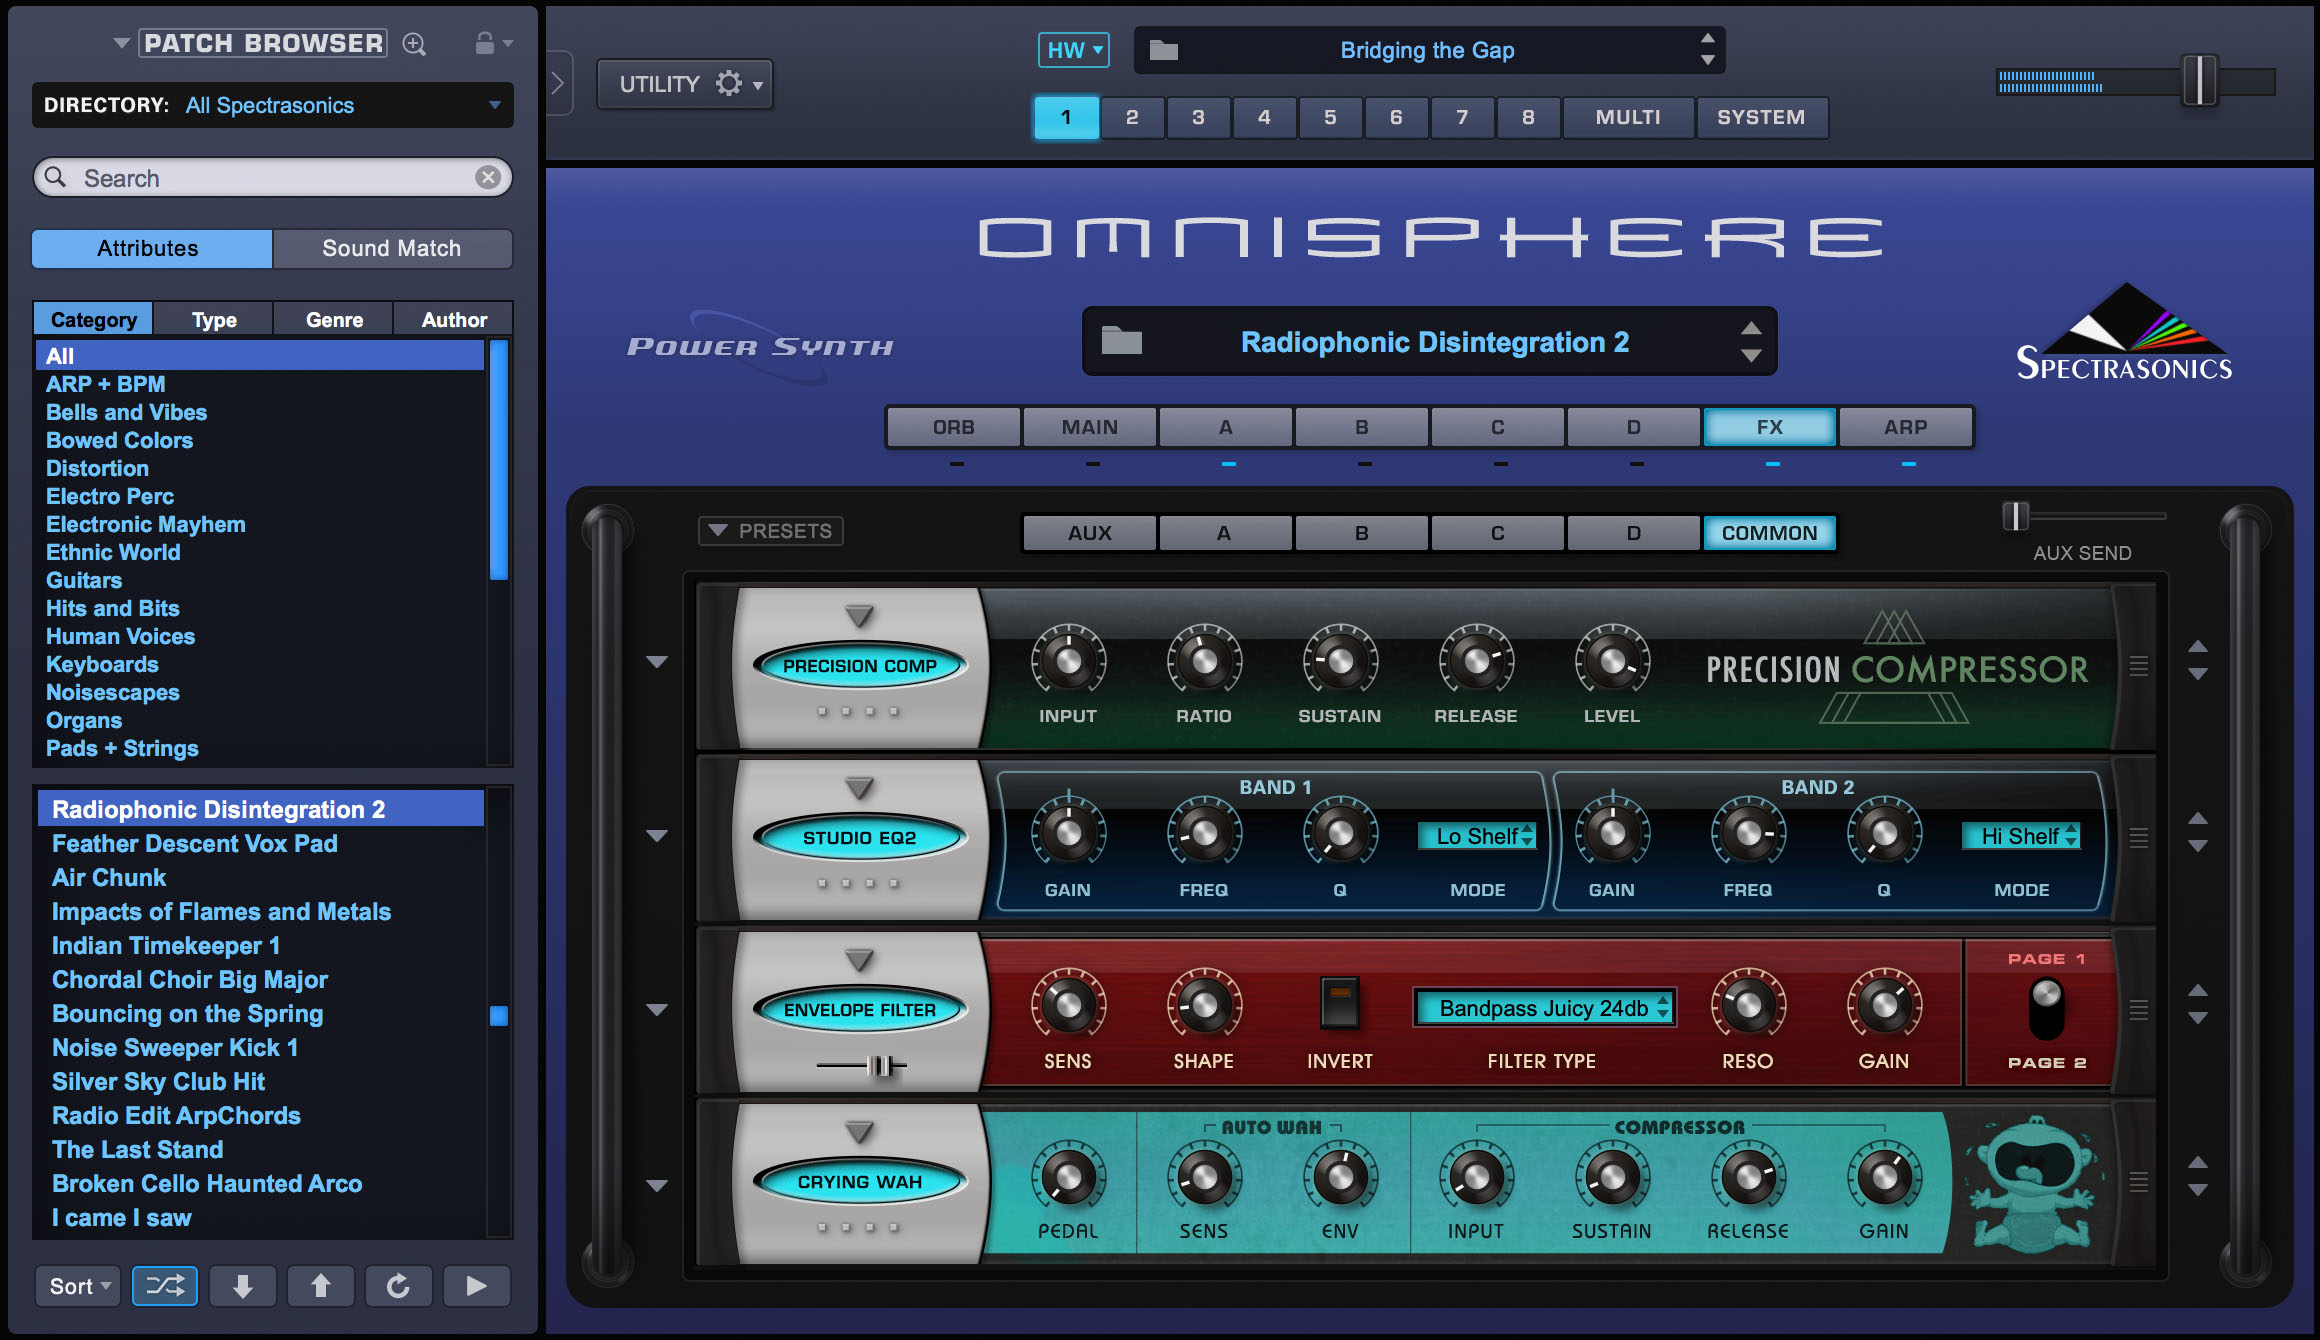 PATCH BROWSER
DIRECTORY: All Spectrasonics
Search
Attributes Sound Match
Category Type Genre Author
All
ARP + BPM
Bells and Vibes
Bowed Colors
Distortion
Electro Perc
Electronic Mayhem
Ethnic World
Guitars
Hits and Bits
Human Voices
Keyboards
Noisescapes
Organs
Pads + Strings
Radiophonic Disintegration 2
Feather Descent Vox Pad
Air Chunk
Impacts of Flames and Metals
Indian Timekeeper 1
Chordal Choir Big Major
Bouncing on the Spring
Noise Sweeper Kick 1
Silver Sky Club Hit
Radio Edit ArpChords
The Last Stand
Broken Cello Haunted Arco
I came I saw
Sort
UTILITY
HW Bridging the Gap
1 2 3 4 5 6 7 8 MULTI SYSTEM
OMNISPHERE
POWER SYNTH
Radiophonic Disintegration 2
SPECTRASONICS
ORB MAIN A B C D FX ARP
PRESETS
AUX A B C D COMMON
AUX SEND
PRECISION COMP
INPUT RATIO SUSTAIN RELEASE LEVEL
PRECISION COMPRESSOR
STUDIO EQ2
BAND 1 BAND 2
Lo Shelf Hi Shelf
GAIN FREQ Q MODE GAIN FREQ Q MODE
ENVELOPE FILTER
Bandpass Juicy 24db
SENS SHAPE INVERT FILTER TYPE RESO GAIN
PAGE 1
PAGE 2
CRYING WAH
AUTO WAH COMPRESSOR
PEDAL SENS ENV INPUT SUSTAIN RELEASE GAIN